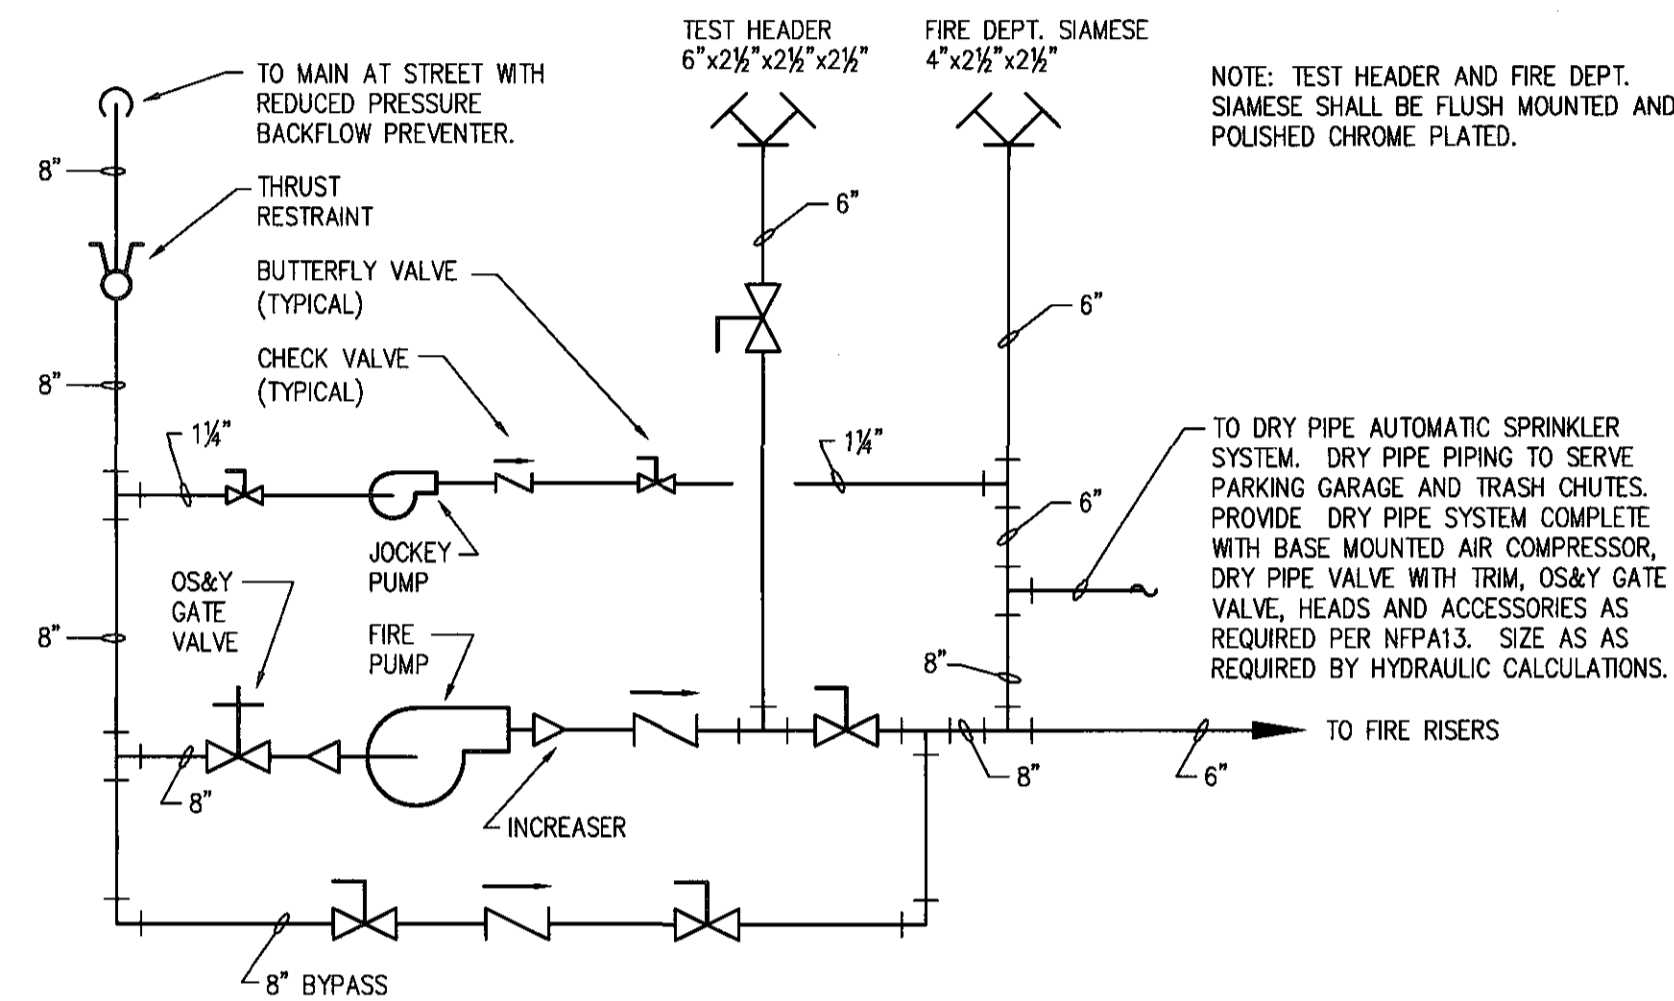 TEST HEADER
6"x2½"x2½"x2½"
FIRE DEPT. SIAMESE
4"x2½"x2½"
NOTE: TEST HEADER AND FIRE DEPT.
SIAMESE SHALL BE FLUSH MOUNTED AND
POLISHED CHROME PLATED.
TO MAIN AT STREET WITH
REDUCED PRESSURE
BACKFLOW PREVENTER.
8"
THRUST
RESTRAINT
6"
BUTTERFLY VALVE
(TYPICAL)
6"
CHECK VALVE
(TYPICAL)
8"
1¼"
1¼"
TO DRY PIPE AUTOMATIC SPRINKLER
SYSTEM. DRY PIPE PIPING TO SERVE
PARKING GARAGE AND TRASH CHUTES.
PROVIDE DRY PIPE SYSTEM COMPLETE
WITH BASE MOUNTED AIR COMPRESSOR,
DRY PIPE VALVE WITH TRIM, OS&Y GATE
VALVE, HEADS AND ACCESSORIES AS
REQUIRED PER NFPA13. SIZE AS AS
REQUIRED BY HYDRAULIC CALCULATIONS.
6"
JOCKEY
PUMP
OS&Y
GATE
VALVE
8"
FIRE
PUMP
8"
TO FIRE RISERS
8"
8"
6"
INCREASER
8" BYPASS